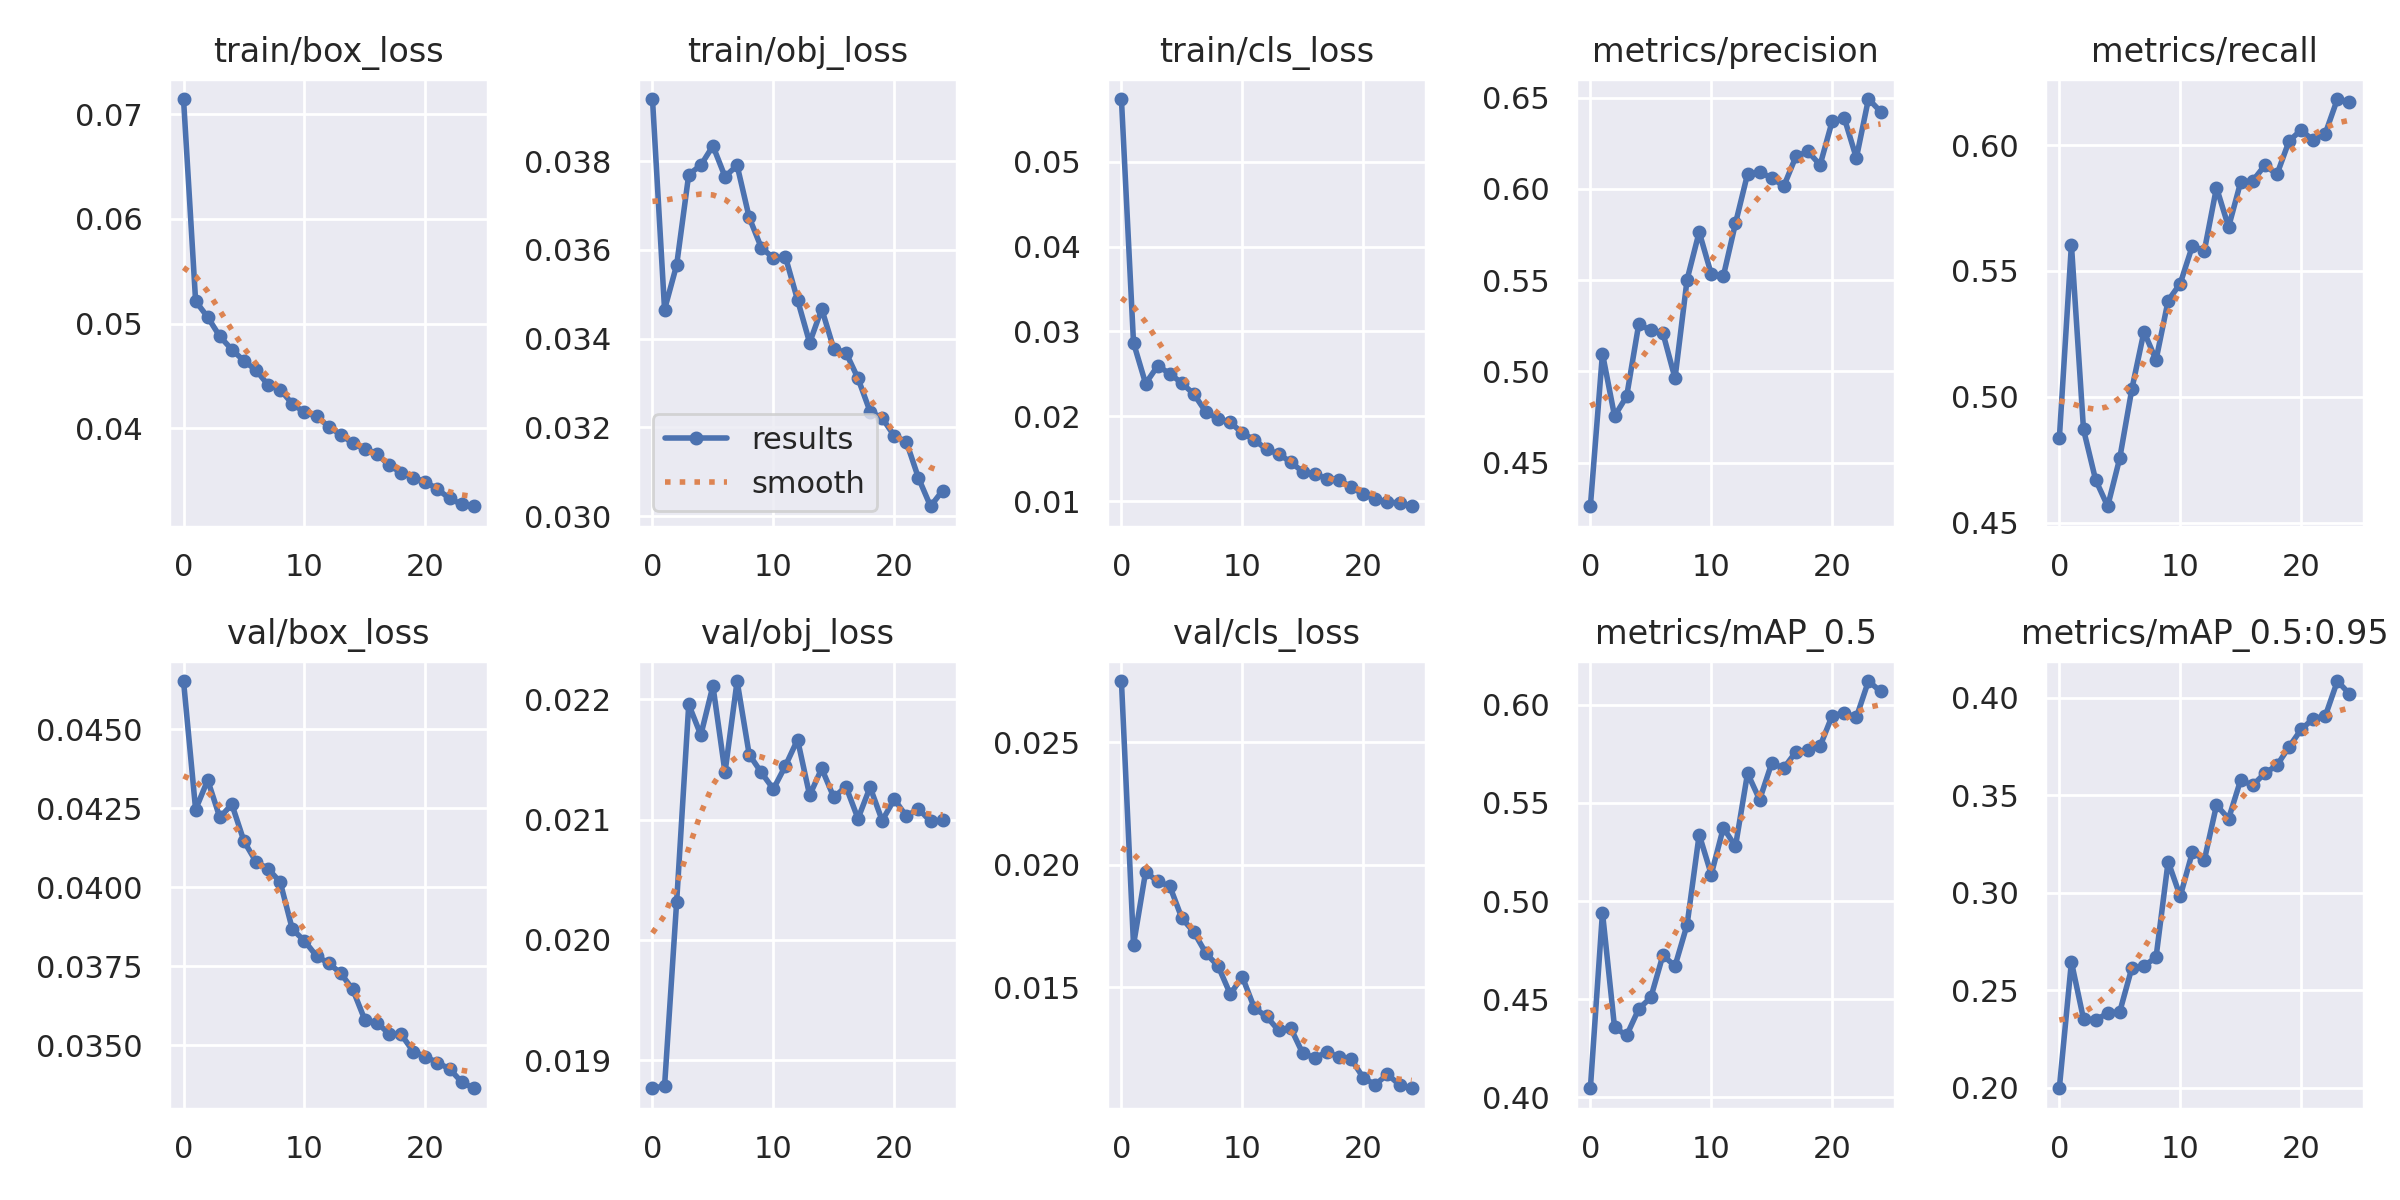 train/box_loss
0.07
0.06
0.05
0.04
0 10 20
train/obj_loss
0.038
0.036
0.034
0.032
0.030
results
smooth
0 10 20
train/cls_loss
0.05
0.04
0.03
0.02
0.01
0 10 20
metrics/precision
0.65
0.60
0.55
0.50
0.45
0 10 20
metrics/recall
0.60
0.55
0.50
0.45
0 10 20
val/box_loss
0.0450
0.0425
0.0400
0.0375
0.0350
0 10 20
val/obj_loss
0.022
0.021
0.020
0.019
0 10 20
val/cls_loss
0.025
0.020
0.015
0 10 20
metrics/mAP_0.5
0.60
0.55
0.50
0.45
0.40
0 10 20
metrics/mAP_0.5:0.95
0.40
0.35
0.30
0.25
0.20
0 10 20